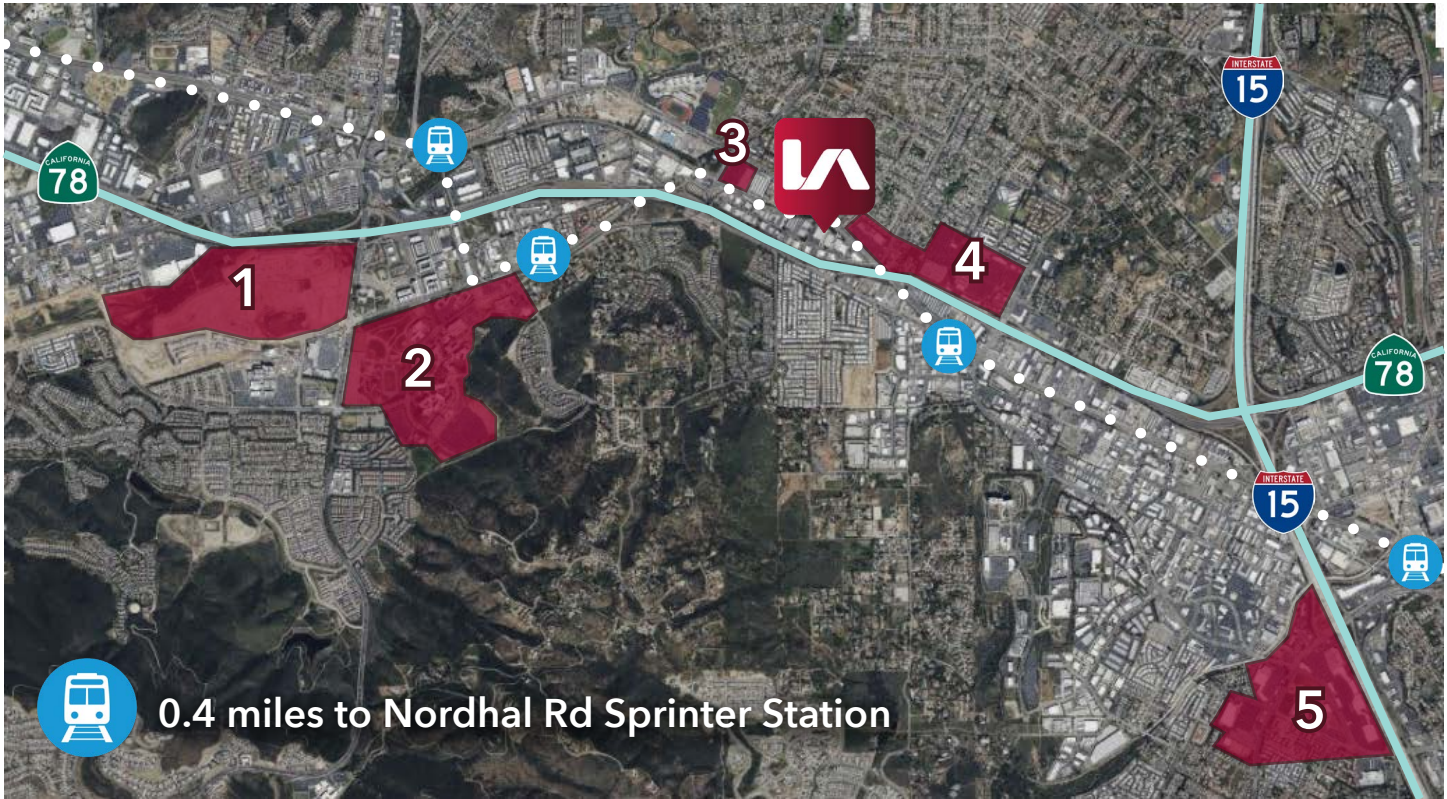 INTERSTATE
15
CALIFORNIA
78
3
LA
1
4
2
CALIFORNIA
78
INTERSTATE
15
5
0.4 miles to Nordhal Rd Sprinter Station